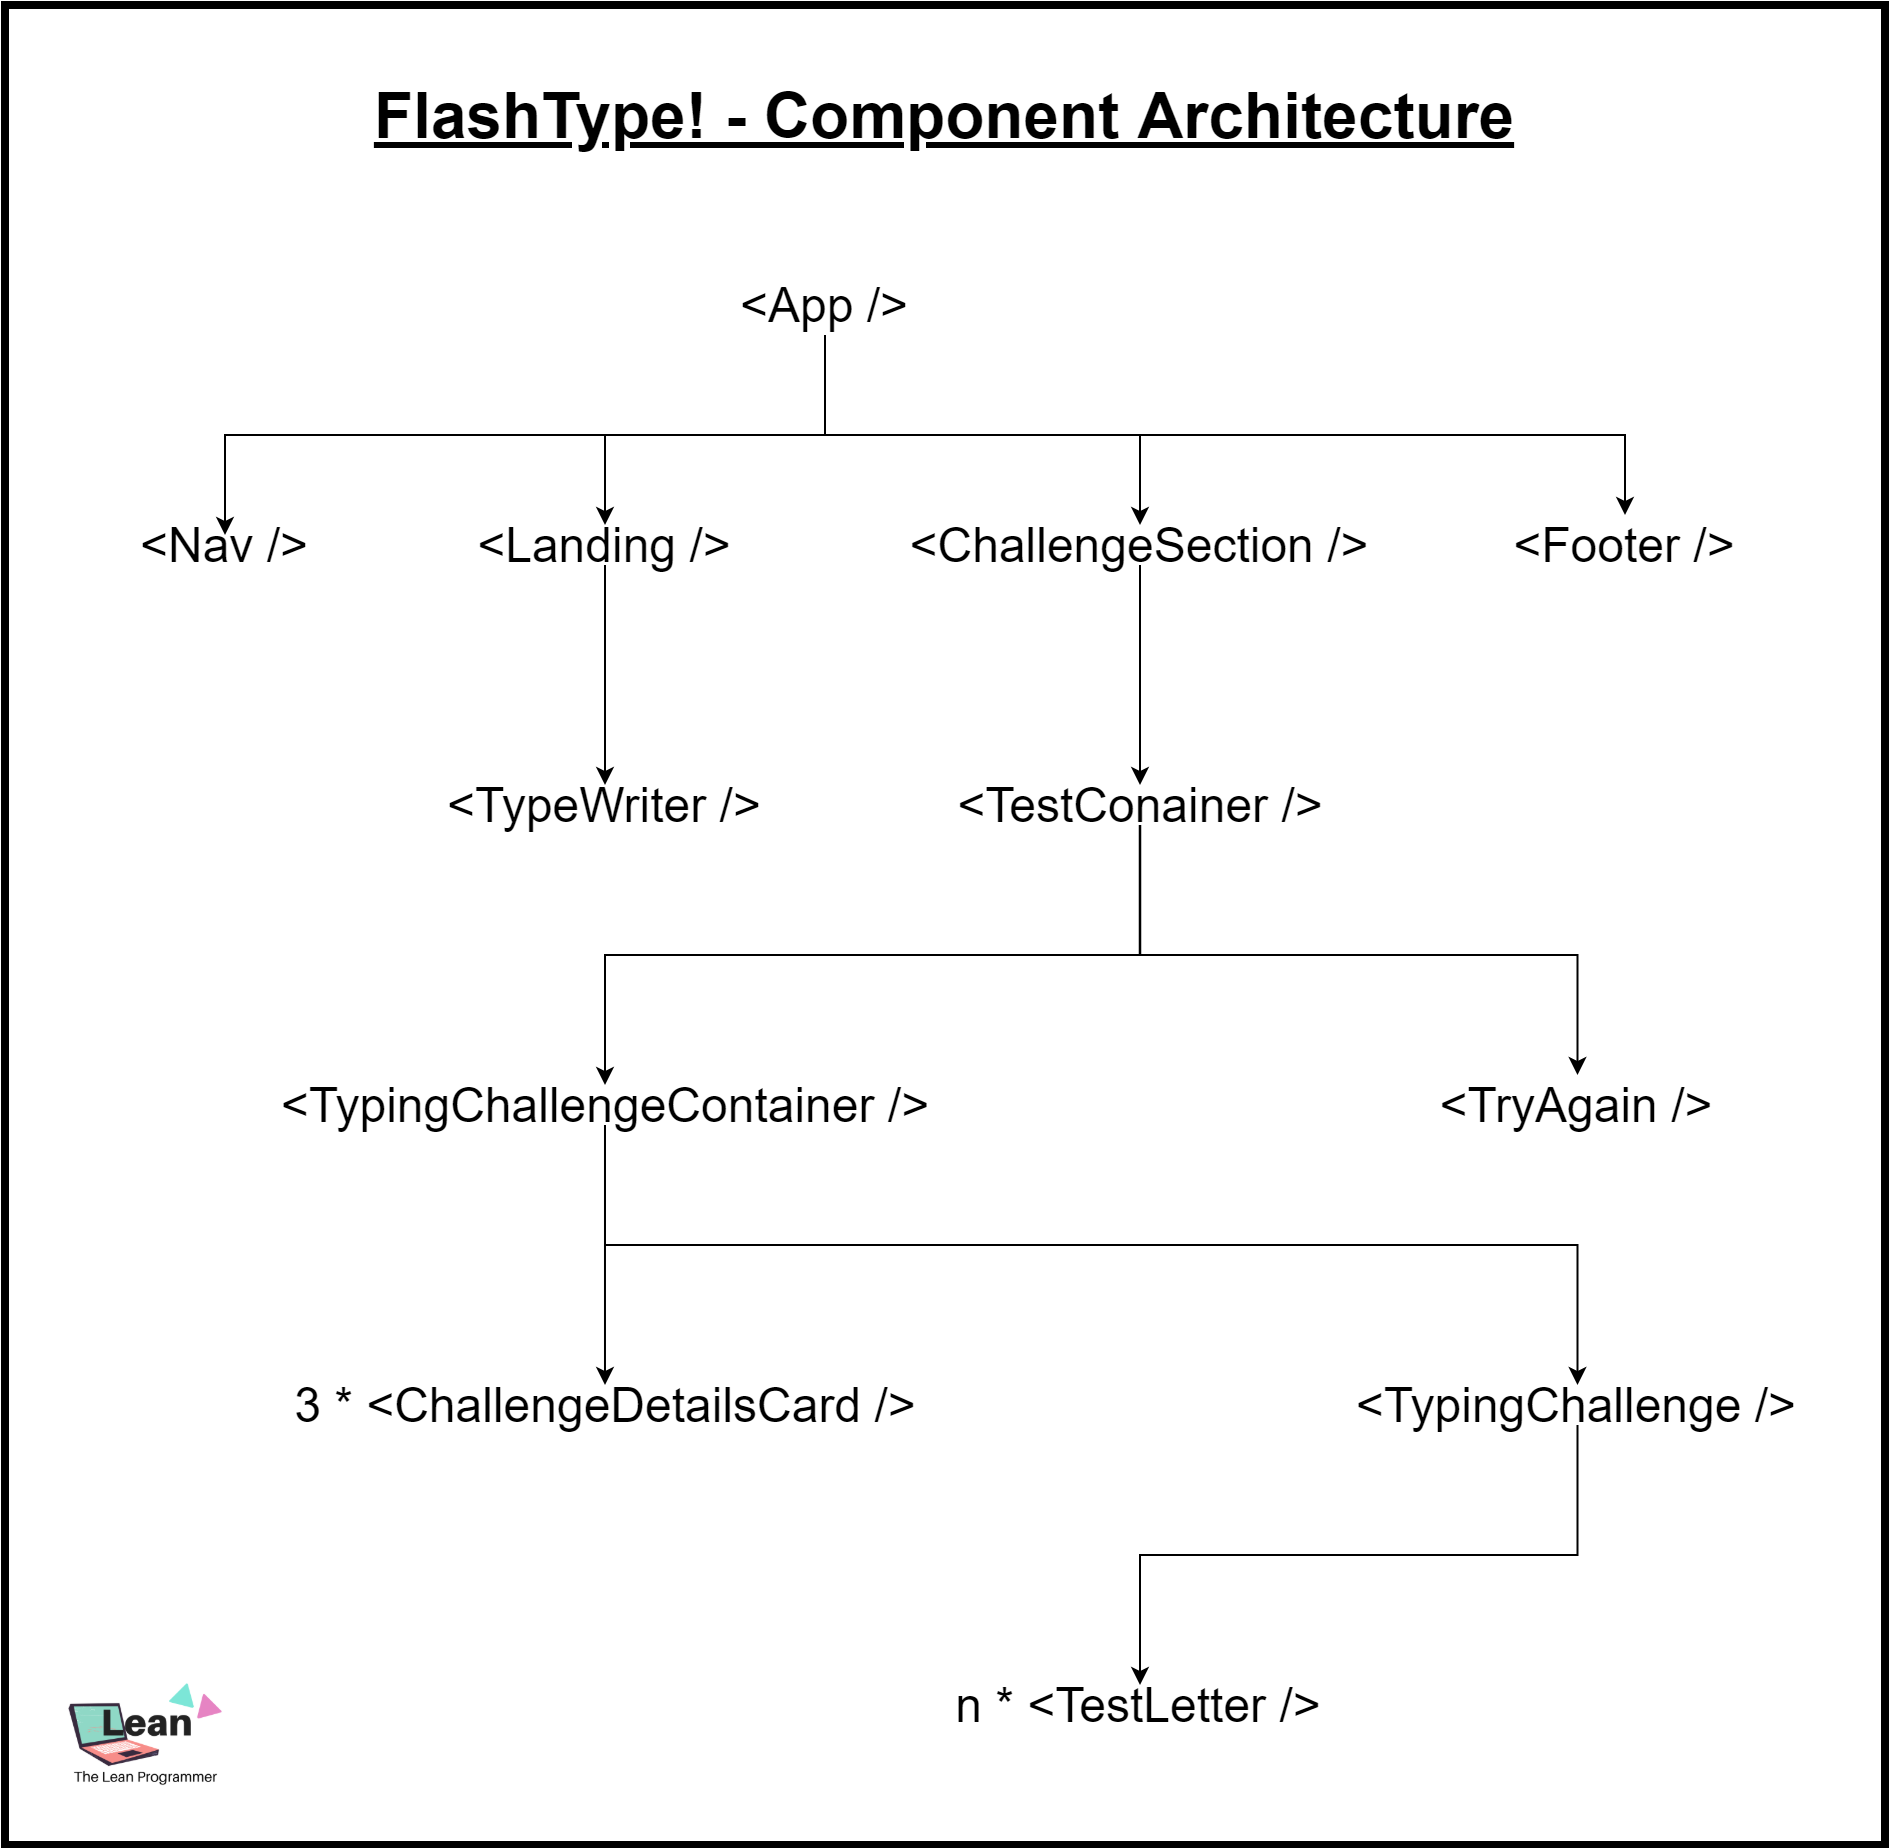 FlashType! - Component Architecture
<App />
<Nav />
<Landing />
<ChallengeSection />
<Footer />
<TypeWriter />
<TestConainer />
<TypingChallengeContainer />
<TryAgain />
3 * <ChallengeDetailsCard />
<TypingChallenge />
n * <TestLetter />
Lean
The Lean Programmer